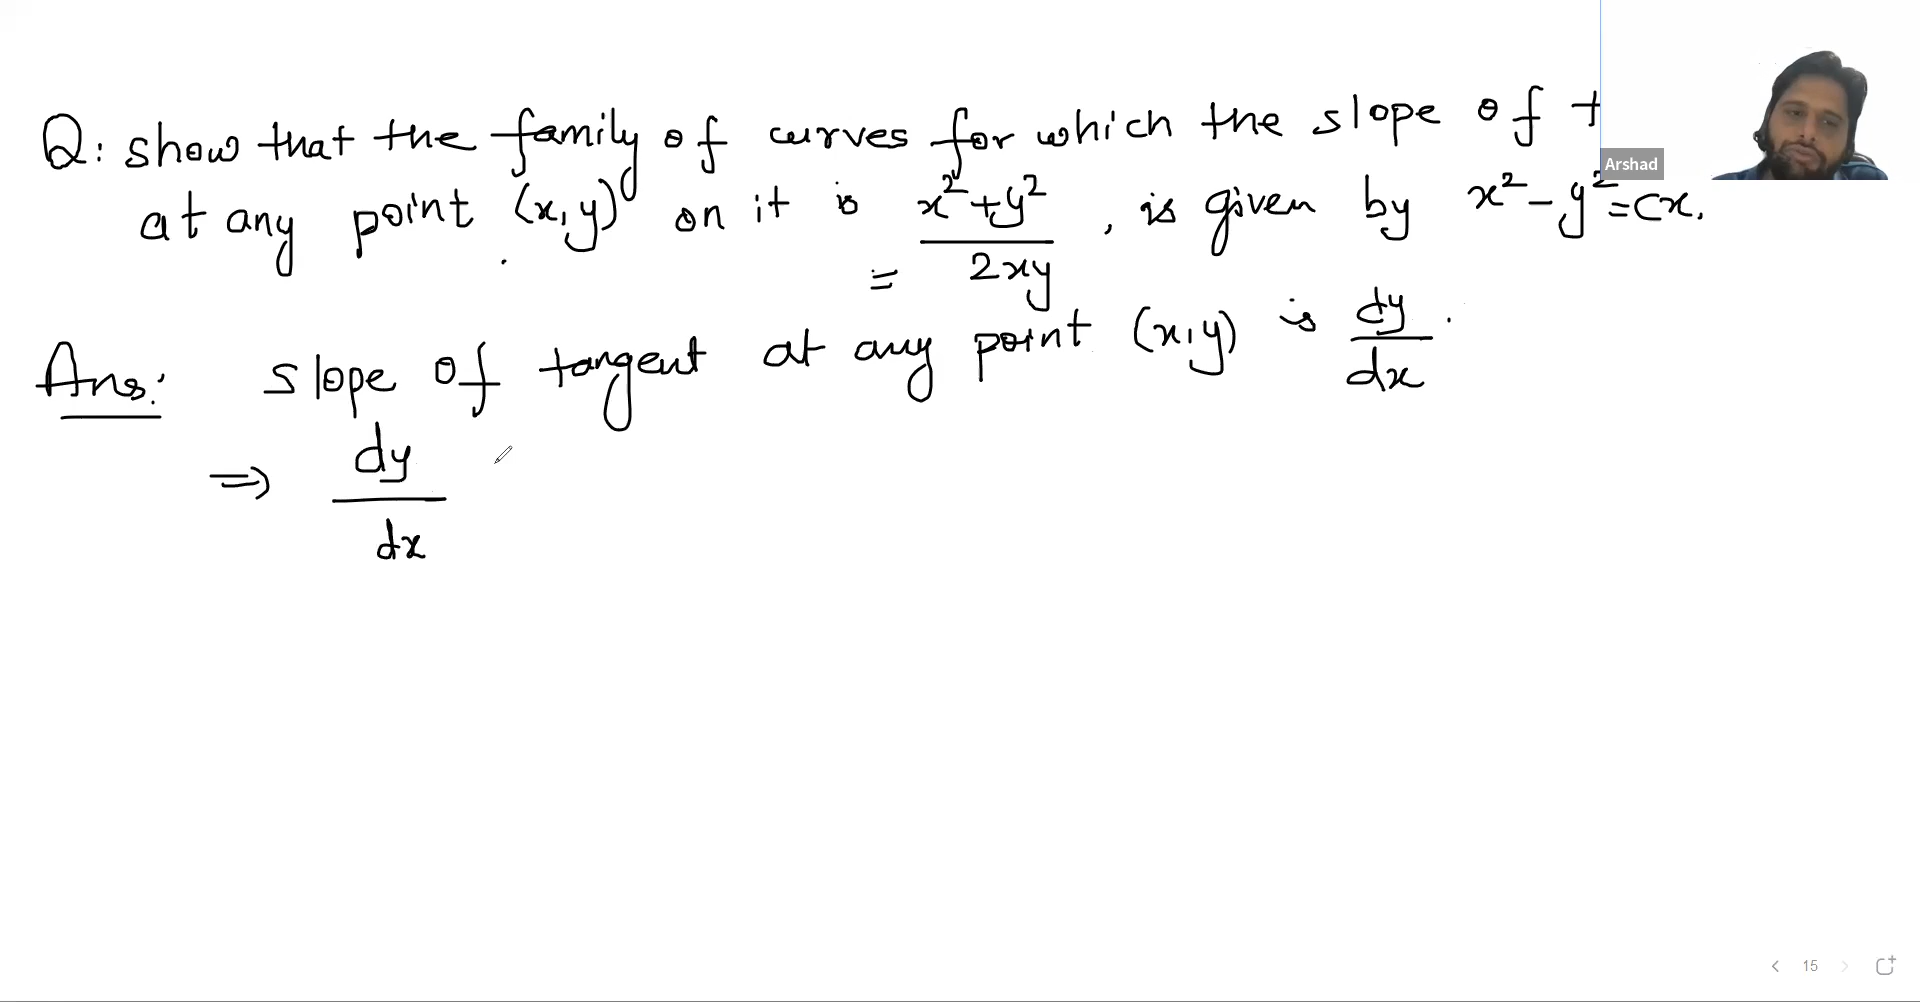 Q: show that the family of curves for which the slope of t
Arshad
at any point (x,y) on it is x²+y²/2xy, is given by x²-y²=cx.
=
Ans: slope of tangent at any point (x,y) is dy/dx.
⇒ dy/dx
15